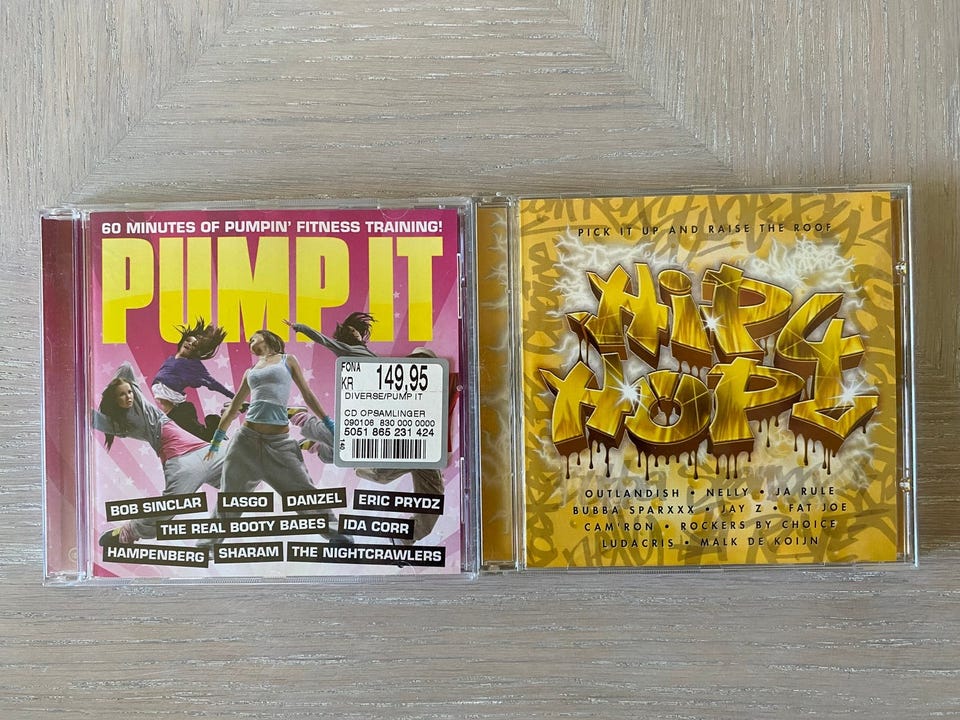 60 MINUTES OF PUMPIN' FITNESS TRAINING!
PUMP IT
FONA
KR 149,95
DIVERSE/PUMP IT
CD OPSAMLINGER
090106 830 000 0000
5051 865 231 424
140
BOB SINCLAR LASGO DANZEL ERIC PRYDZ
THE REAL BOOTY BABES IDA CORR
HAMPENBERG SHARAM THE NIGHTCRAWLERS
PICK IT UP AND RAISE THE ROOF
HIP
HOP
OUTLANDISH • NELLY • JA RULE
BUBBA SPARXXX • JAY Z • FAT JOE
CAM'RON • ROCKERS BY CHOICE
LUDACRIS • MALK DE KOIJN